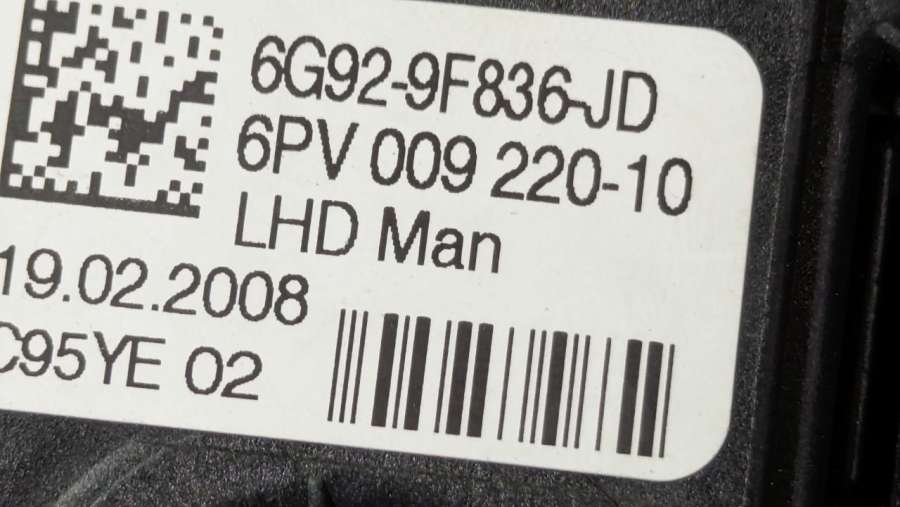 6G92-9F836-JD
6PV 009 220-10
LHD Man
19.02.2008
C95YE 02